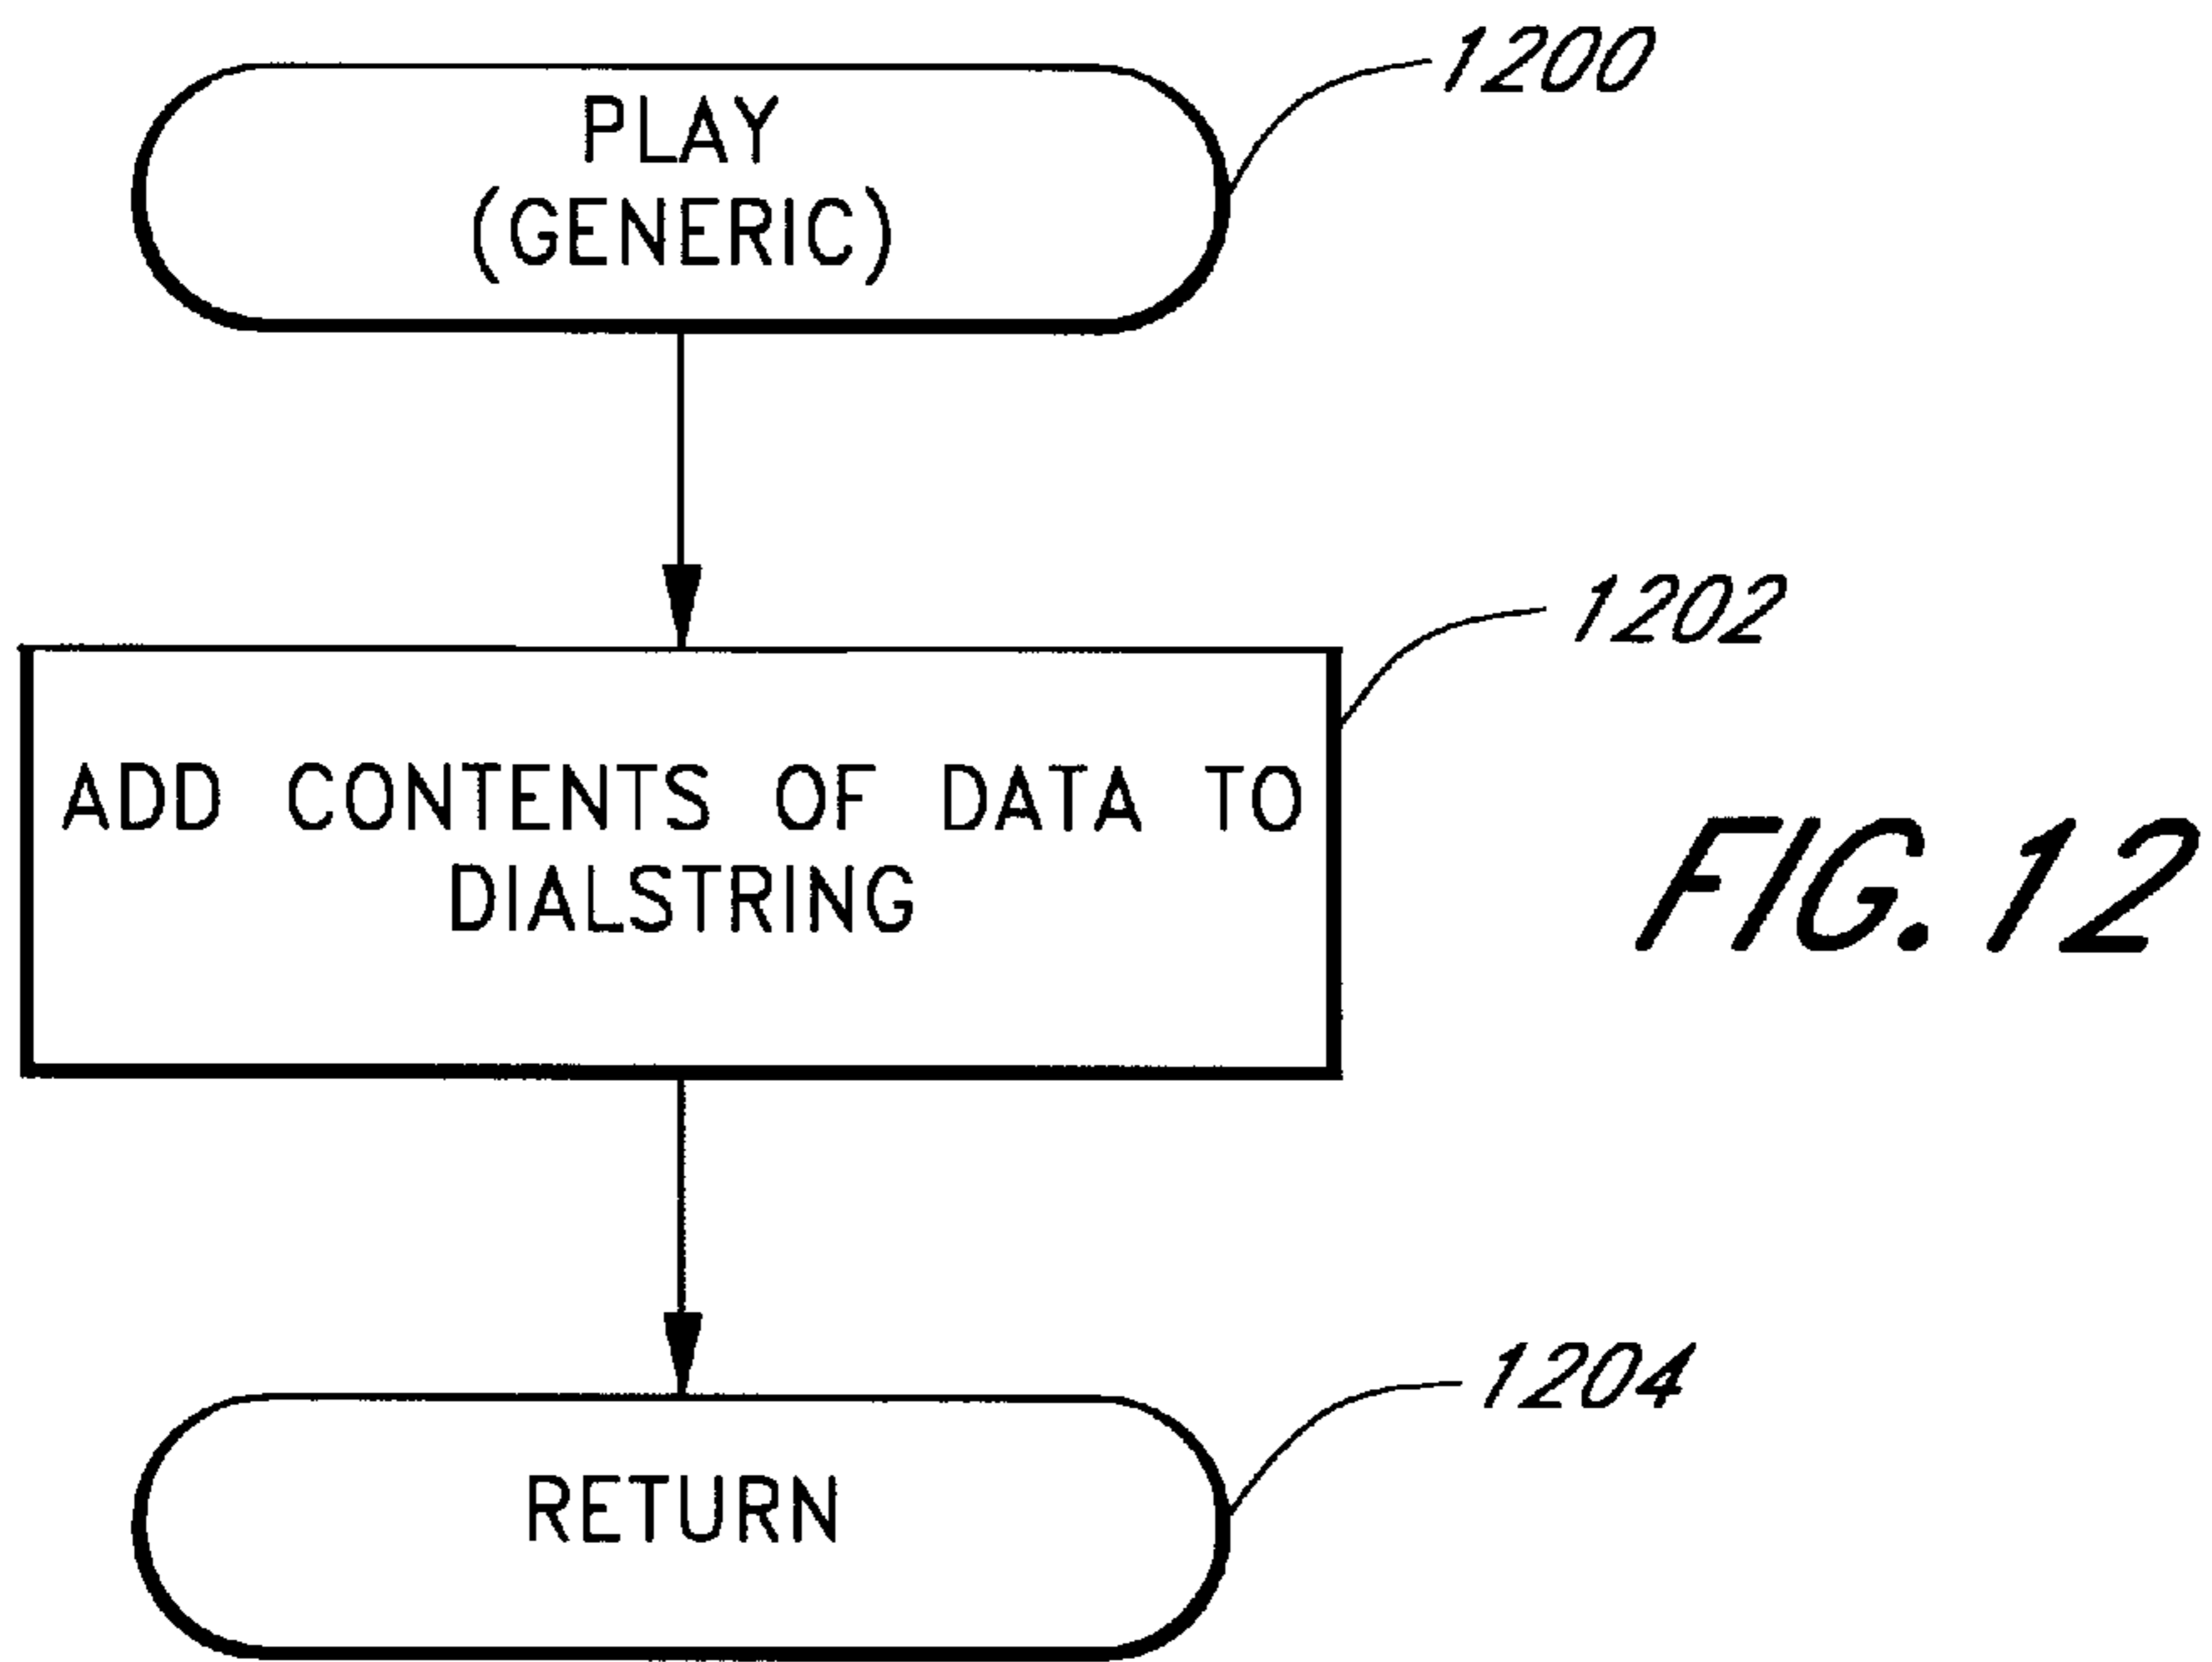 PLAY
(GENERIC)
1200
1202
ADD CONTENTS OF DATA TO
DIALSTRING
FIG. 12
1204
RETURN